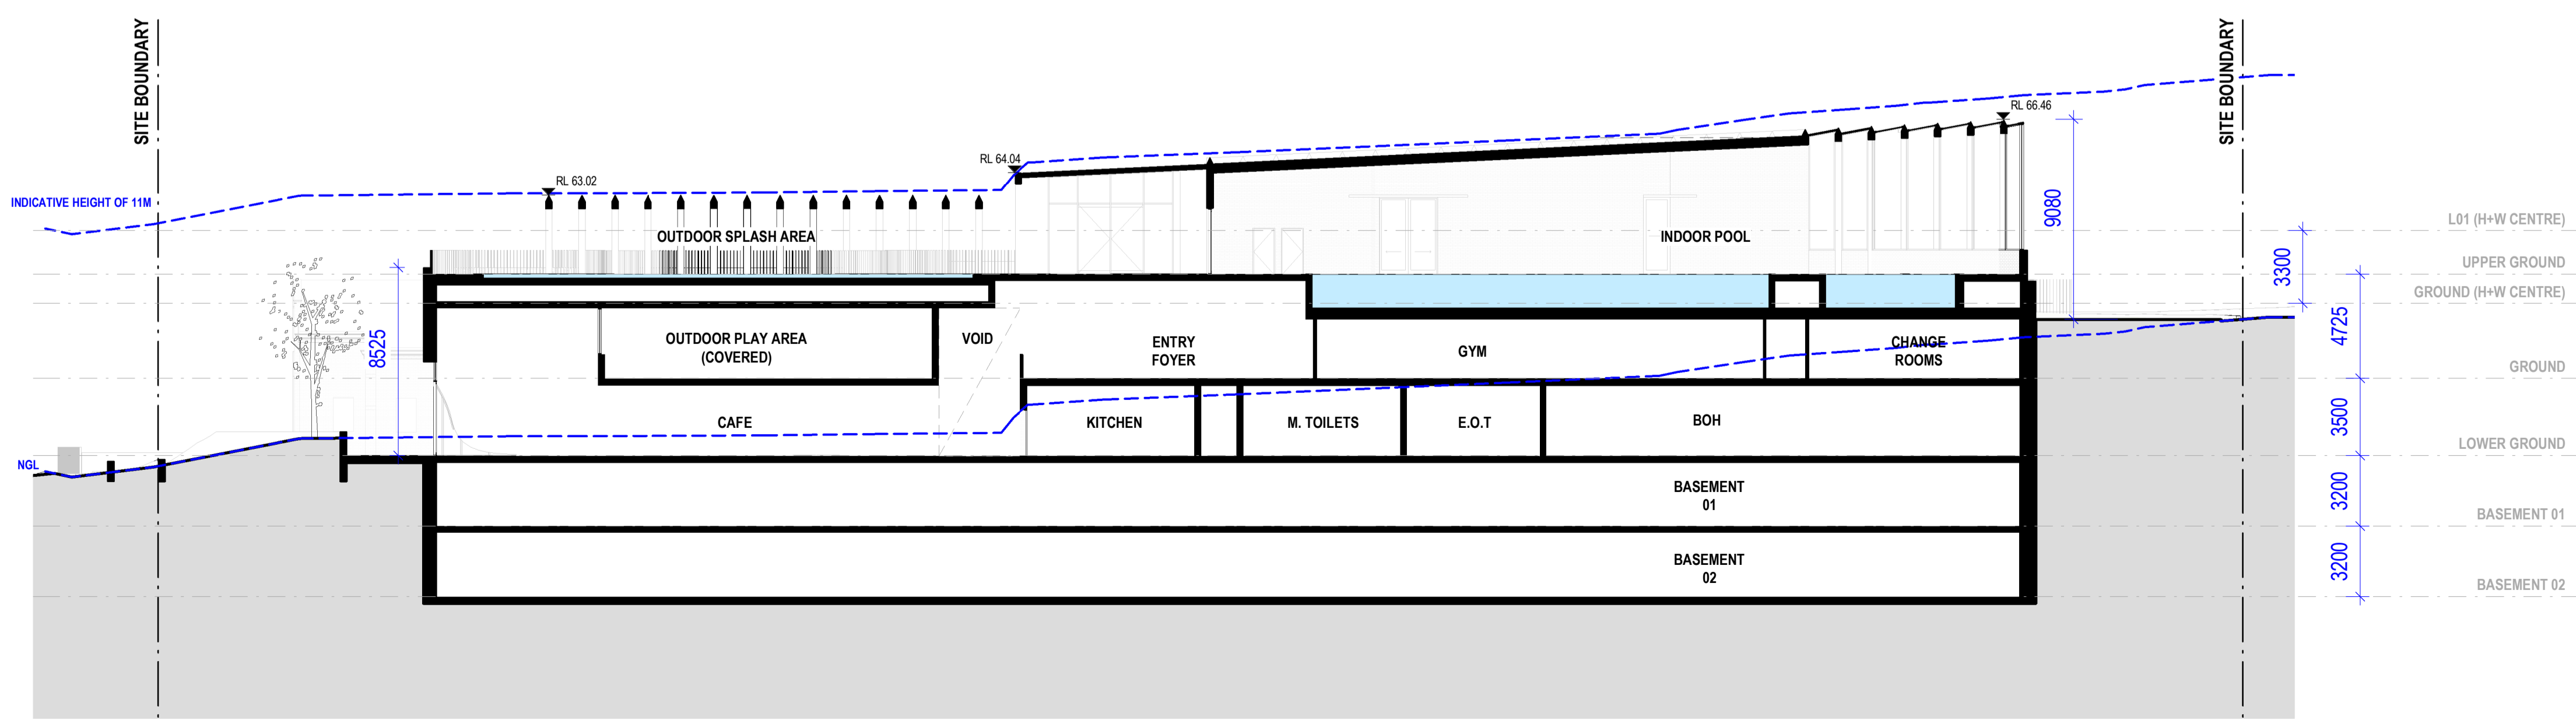 SITE BOUNDARY
SITE BOUNDARY
RL 66.46
RL 64.04
RL 63.02
INDICATIVE HEIGHT OF 11M
9080
L01 (H+W CENTRE)
OUTDOOR SPLASH AREA
INDOOR POOL
3300
UPPER GROUND
GROUND (H+W CENTRE)
8525
OUTDOOR PLAY AREA
(COVERED)
VOID
ENTRY
FOYER
GYM
CHANGE
ROOMS
4725
GROUND
CAFE
KITCHEN
M. TOILETS
E.O.T
BOH
3500
LOWER GROUND
NGL
BASEMENT
01
3200
BASEMENT 01
BASEMENT
02
3200
BASEMENT 02